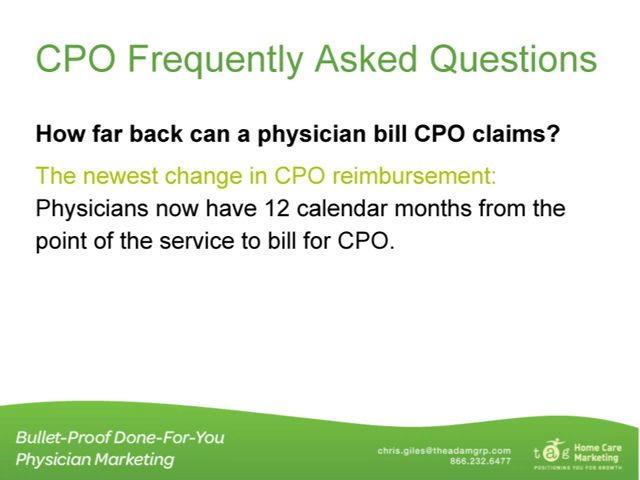 CPO Frequently Asked Questions
How far back can a physician bill CPO claims?
The newest change in CPO reimbursement:
Physicians now have 12 calendar months from the
point of the service to bill for CPO.
Bullet-Proof Done-For-You
Physician Marketing
chris.giles@theadamgrp.com
866.232.6477
tag Home Care
Marketing
POSITIONING YOU FOR GROWTH